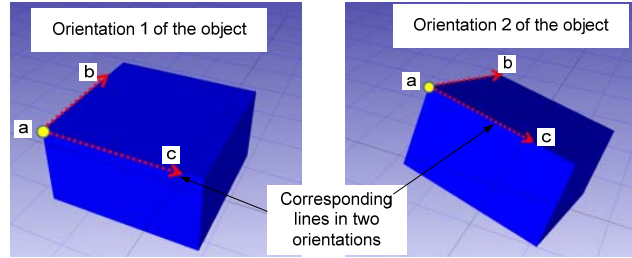 Orientation 1 of the object
Orientation 2 of the object
b
a
c
b
a
c
Corresponding
lines in two
orientations